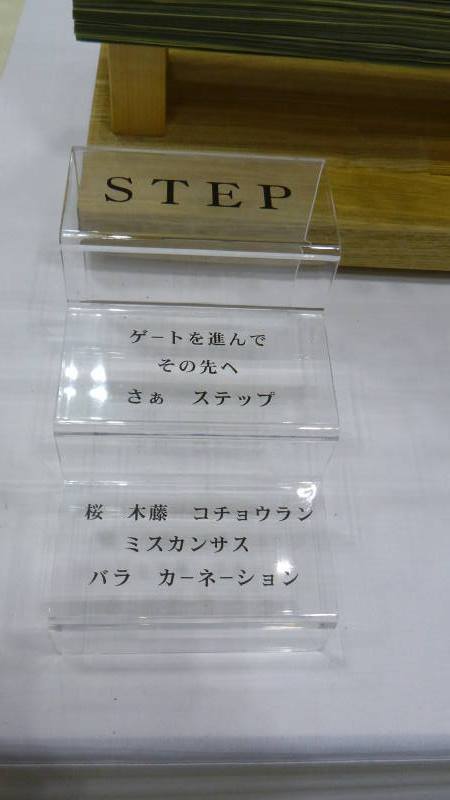 STEP
ゲートを進んで
その先へ
さぁ　ステップ
桜　木藤　コチョウラン
ミスカンサス
バラ　カーネーション